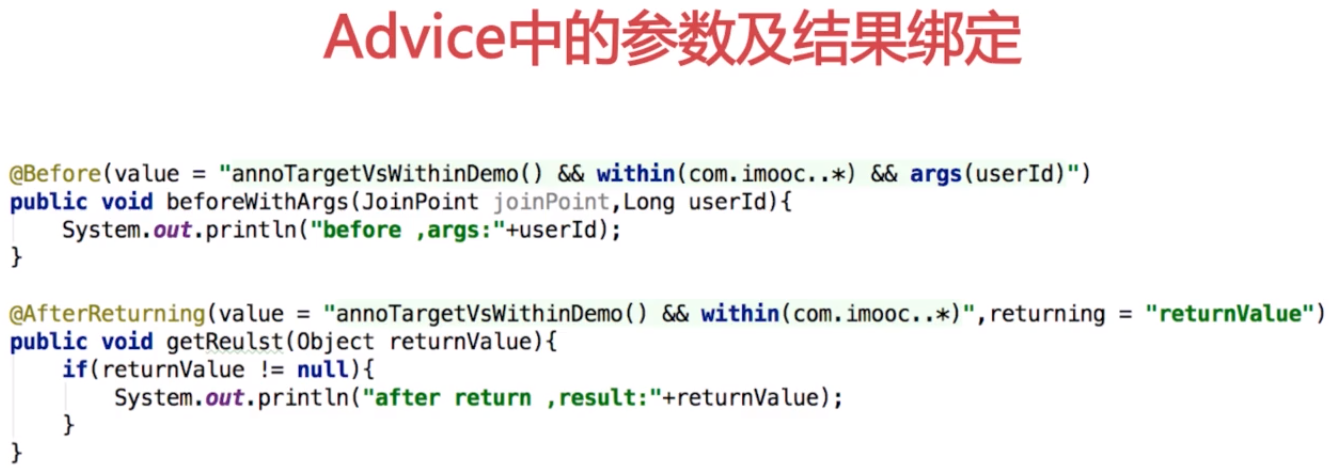 Advice中的参数及结果绑定
@Before(value = "annoTargetVsWithinDemo() && within(com.imooc..*) && args(userId)")
public void beforeWithArgs(JoinPoint joinPoint,Long userId){
    System.out.println("before ,args:"+userId);
}
@AfterReturning(value = "annoTargetVsWithinDemo() && within(com.imooc..*)",returning = "returnValue")
public void getReulst(Object returnValue){
    if(returnValue != null){
        System.out.println("after return ,result:"+returnValue);
    }
}